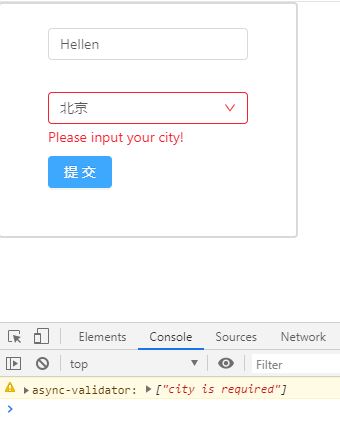 Hellen
北京
Please input your city!
提 交
Elements Console Sources Network
top Filter
async-validator: ["city is required"]